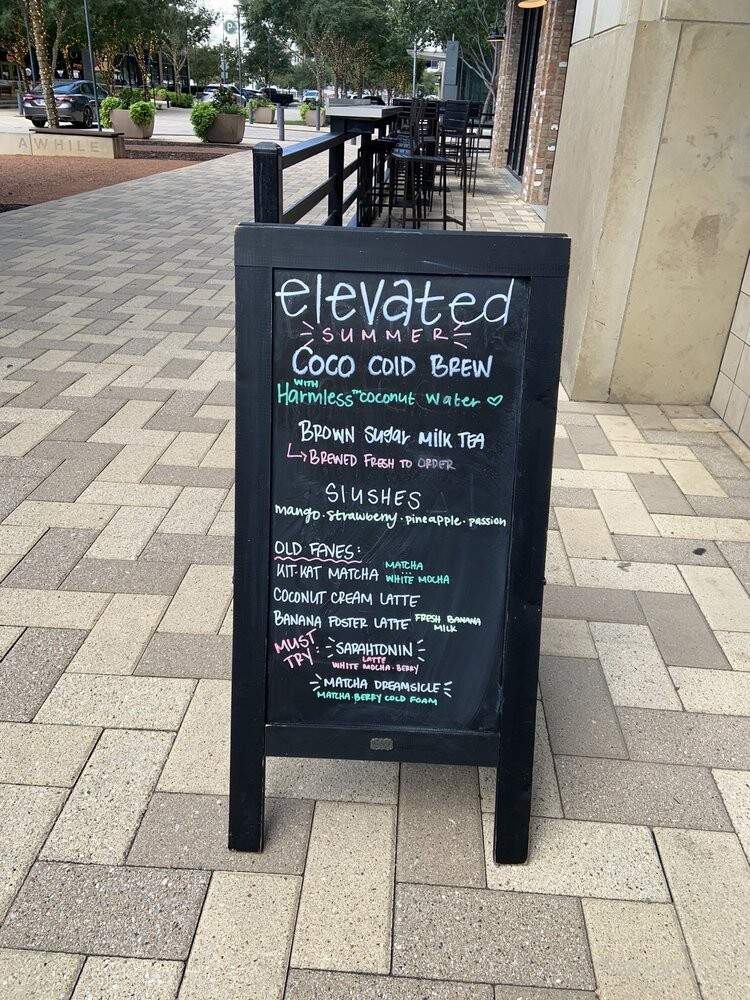 AWHILE
elevated
SUMMER
COCO COLD BREW
WITH
Harmless™ coconut water ♡
BROWN Sugar MILK TEA
↳ BREWED FRESH TO ORDER
SLUSHES
mango · strawberry · pineapple · passion
OLD FAVES:
KIT-KAT MATCHA MATCHA
WHITE MOCHA
COCONUT CREAM LATTE
BANANA FOSTER LATTE FRESH BANANA
MILK
MUST TRY: SARAHTONIN
LATTE
WHITE MOCHA · BERRY
MATCHA DREAMSICLE
MATCHA · BERRY COLD FOAM